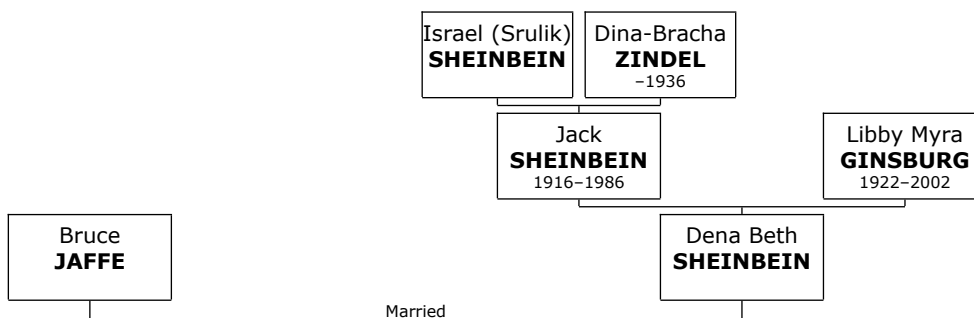 Israel (Srulik)
SHEINBEIN
Dina-Bracha
ZINDEL
–1936
Jack
SHEINBEIN
1916–1986
Libby Myra
GINSBURG
1922–2002
Bruce
JAFFE
Dena Beth
SHEINBEIN
Married